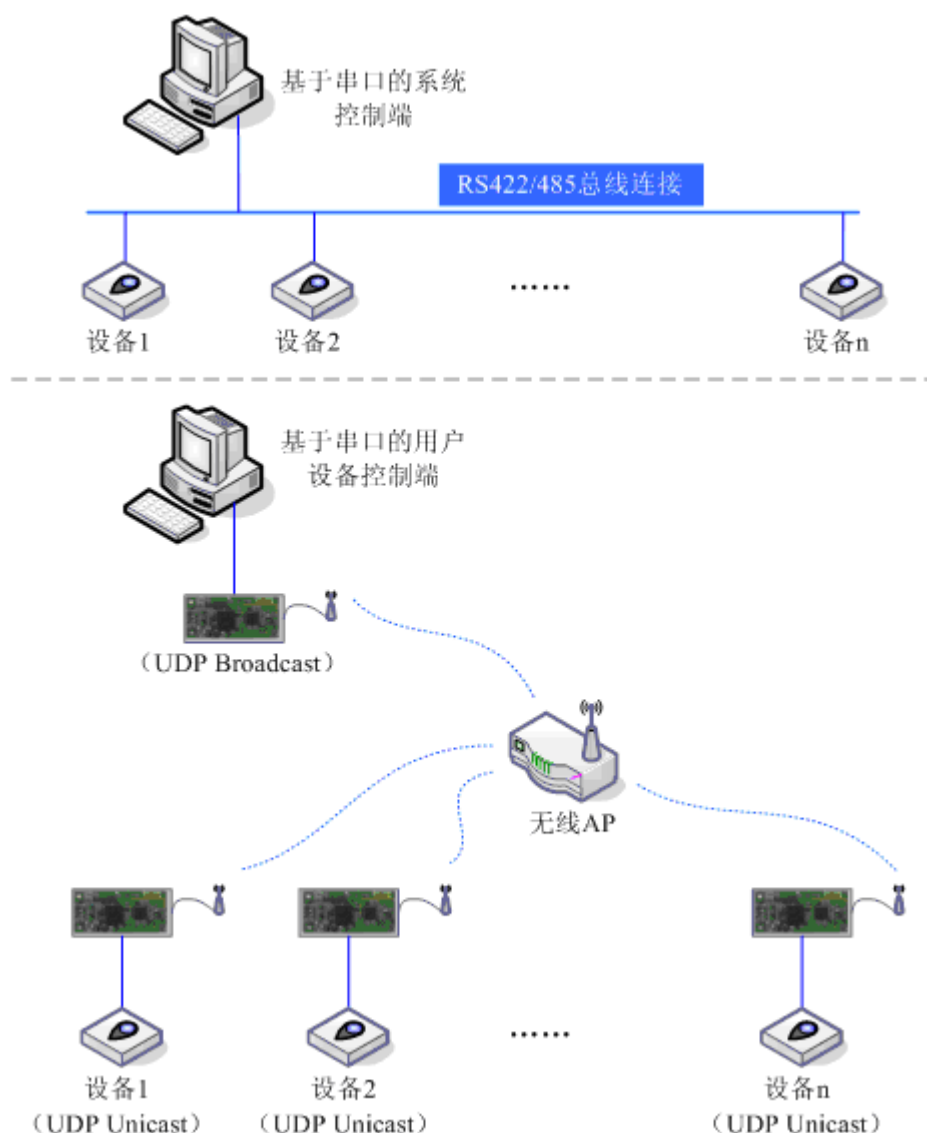 基于串口的系统
控制端
RS422/485总线连接
设备1
设备2
……
设备n
基于串口的用户
设备控制端
（UDP Broadcast）
无线AP
……
设备1
设备2
设备n
（UDP Unicast）
（UDP Unicast）
（UDP Unicast）